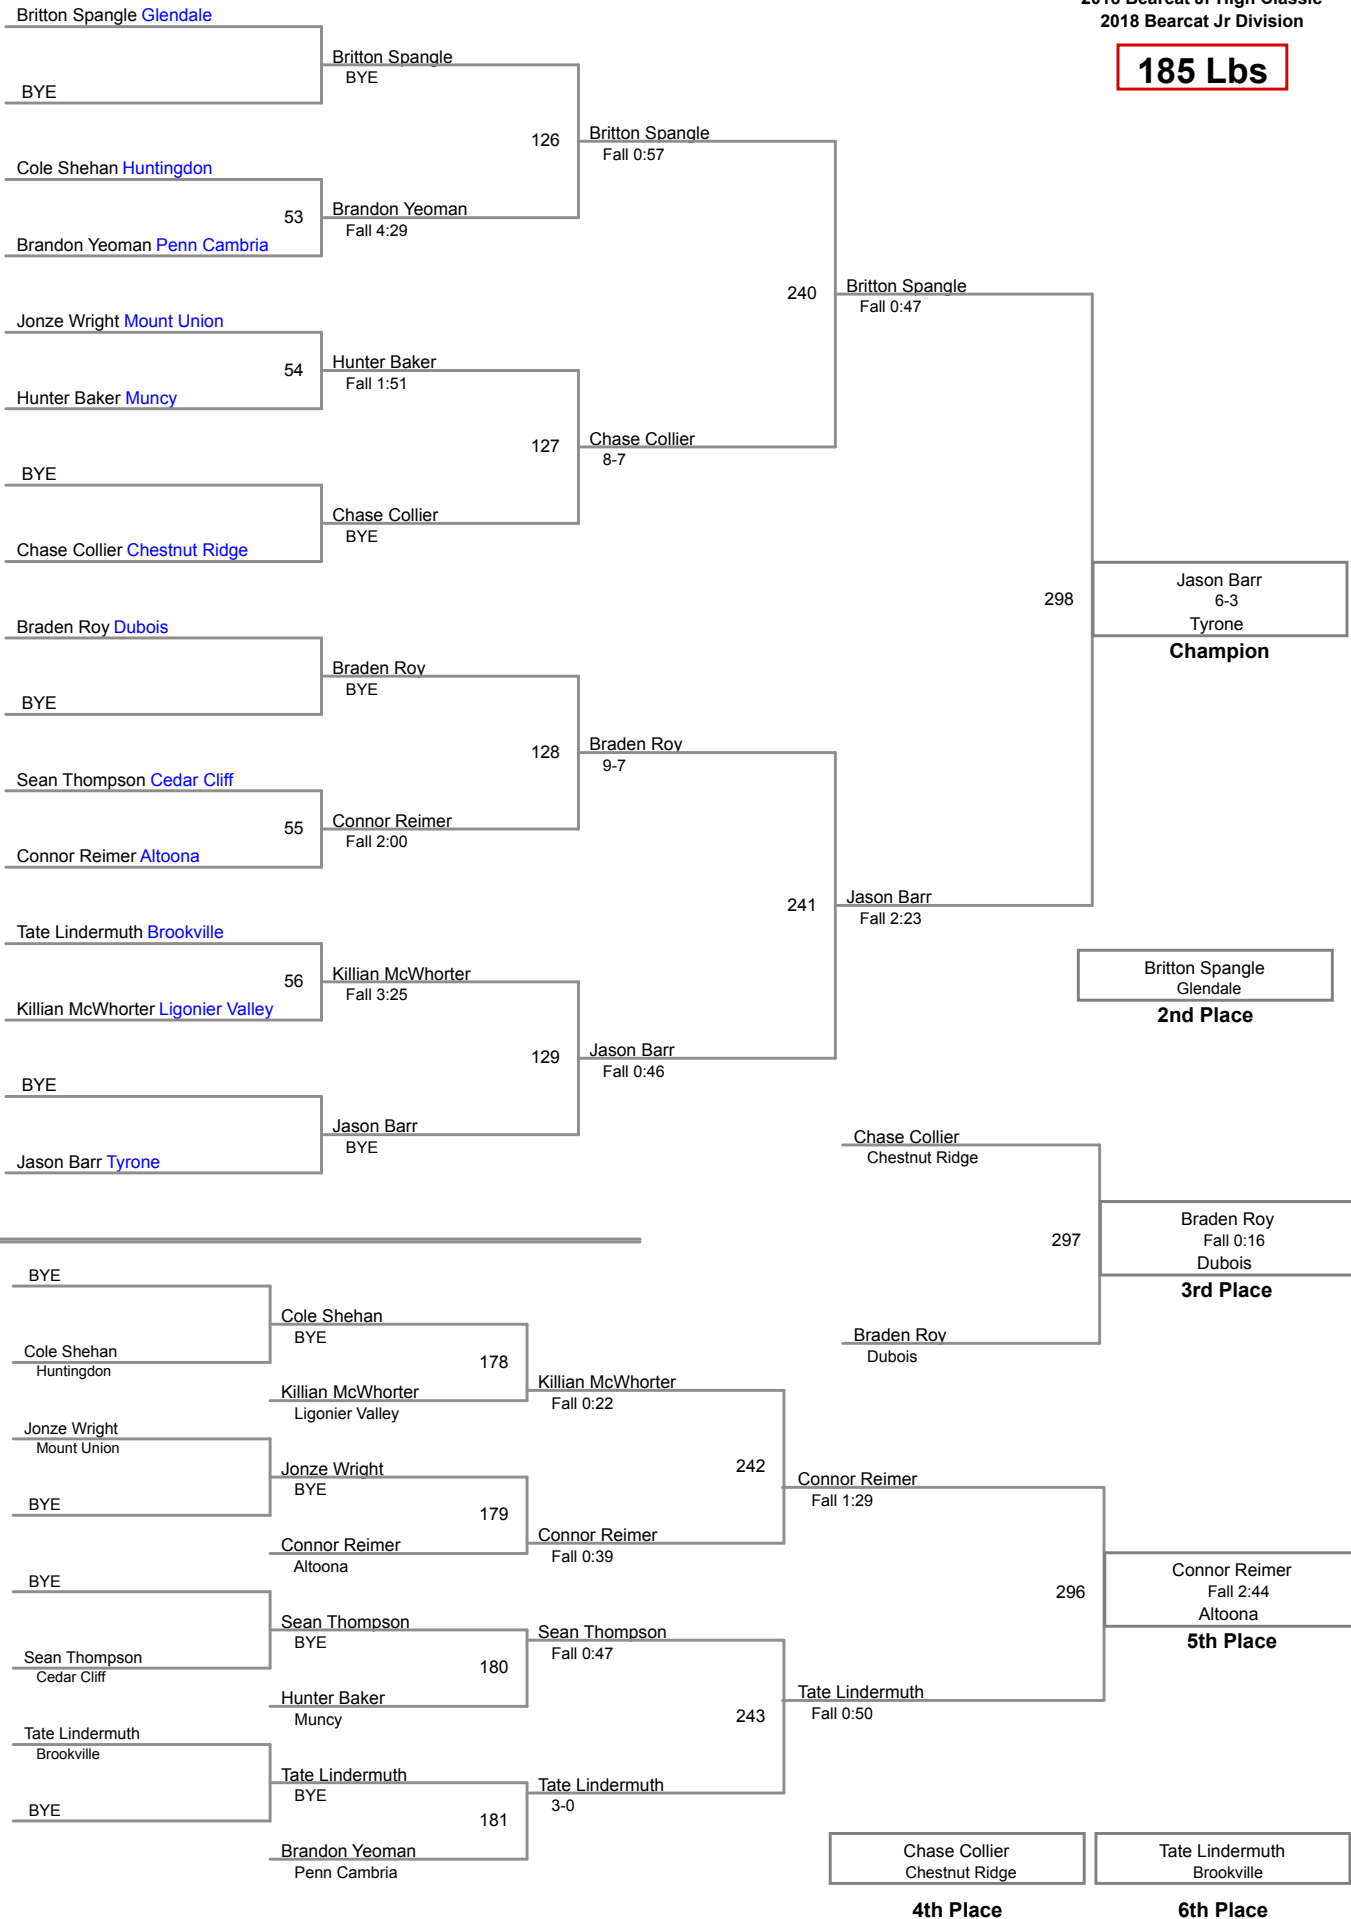 2018 Bearcat Jr High Classic
2018 Bearcat Jr Division
185 Lbs
Britton Spangle Glendale
BYE
Cole Shehan Huntingdon
53
Brandon Yeoman Penn Cambria
Jonze Wright Mount Union
54
Hunter Baker Muncy
BYE
Chase Collier Chestnut Ridge
Braden Roy Dubois
BYE
Sean Thompson Cedar Cliff
55
Connor Reimer Altoona
Tate Lindermuth Brookville
56
Killian McWhorter Ligonier Valley
BYE
Jason Barr Tyrone
Britton Spangle
BYE
126
Brandon Yeoman
Fall 4:29
Hunter Baker
Fall 1:51
127
Chase Collier
BYE
Braden Roy
BYE
128
Connor Reimer
Fall 2:00
Killian McWhorter
Fall 3:25
129
Jason Barr
BYE
Britton Spangle
Fall 0:57
240
Chase Collier
8-7
Braden Roy
9-7
241
Jason Barr
Fall 0:46
Britton Spangle
Fall 0:47
298
Jason Barr
Fall 2:23
Jason Barr
6-3
Tyrone
Champion
Britton Spangle
Glendale
2nd Place
Chase Collier
Chestnut Ridge
297
Braden Roy
Dubois
Braden Roy
Fall 0:16
Dubois
3rd Place
BYE
Cole Shehan
Huntingdon
Jonze Wright
Mount Union
BYE
BYE
Sean Thompson
Cedar Cliff
Tate Lindermuth
Brookville
BYE
Cole Shehan
BYE
178
Killian McWhorter
Ligonier Valley
Jonze Wright
BYE
179
Connor Reimer
Altoona
Sean Thompson
BYE
180
Hunter Baker
Muncy
Tate Lindermuth
BYE
181
Brandon Yeoman
Penn Cambria
Killian McWhorter
Fall 0:22
242
Connor Reimer
Fall 0:39
Sean Thompson
Fall 0:47
243
Tate Lindermuth
3-0
Connor Reimer
Fall 1:29
296
Tate Lindermuth
Fall 0:50
Connor Reimer
Fall 2:44
Altoona
5th Place
Chase Collier
Chestnut Ridge
4th Place
Tate Lindermuth
Brookville
6th Place